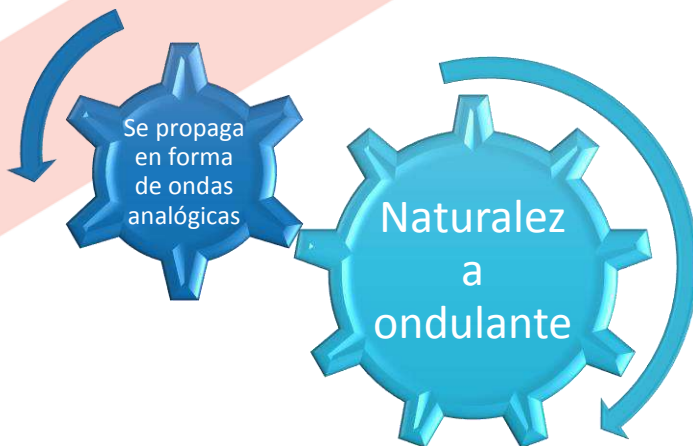 Se propaga
en forma
de ondas
analógicas
Naturalez
a
ondulante